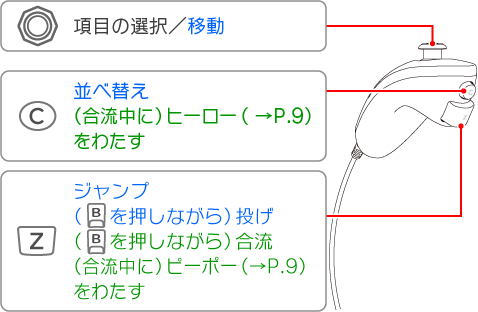 項目の選択／移動
C
並べ替え
（合流中に）ヒーロー（→P.9）
をわたす
Z
ジャンプ
（Bを押しながら）投げ
（Bを押しながら）合流
（合流中に）ピーポー（→P.9）
をわたす